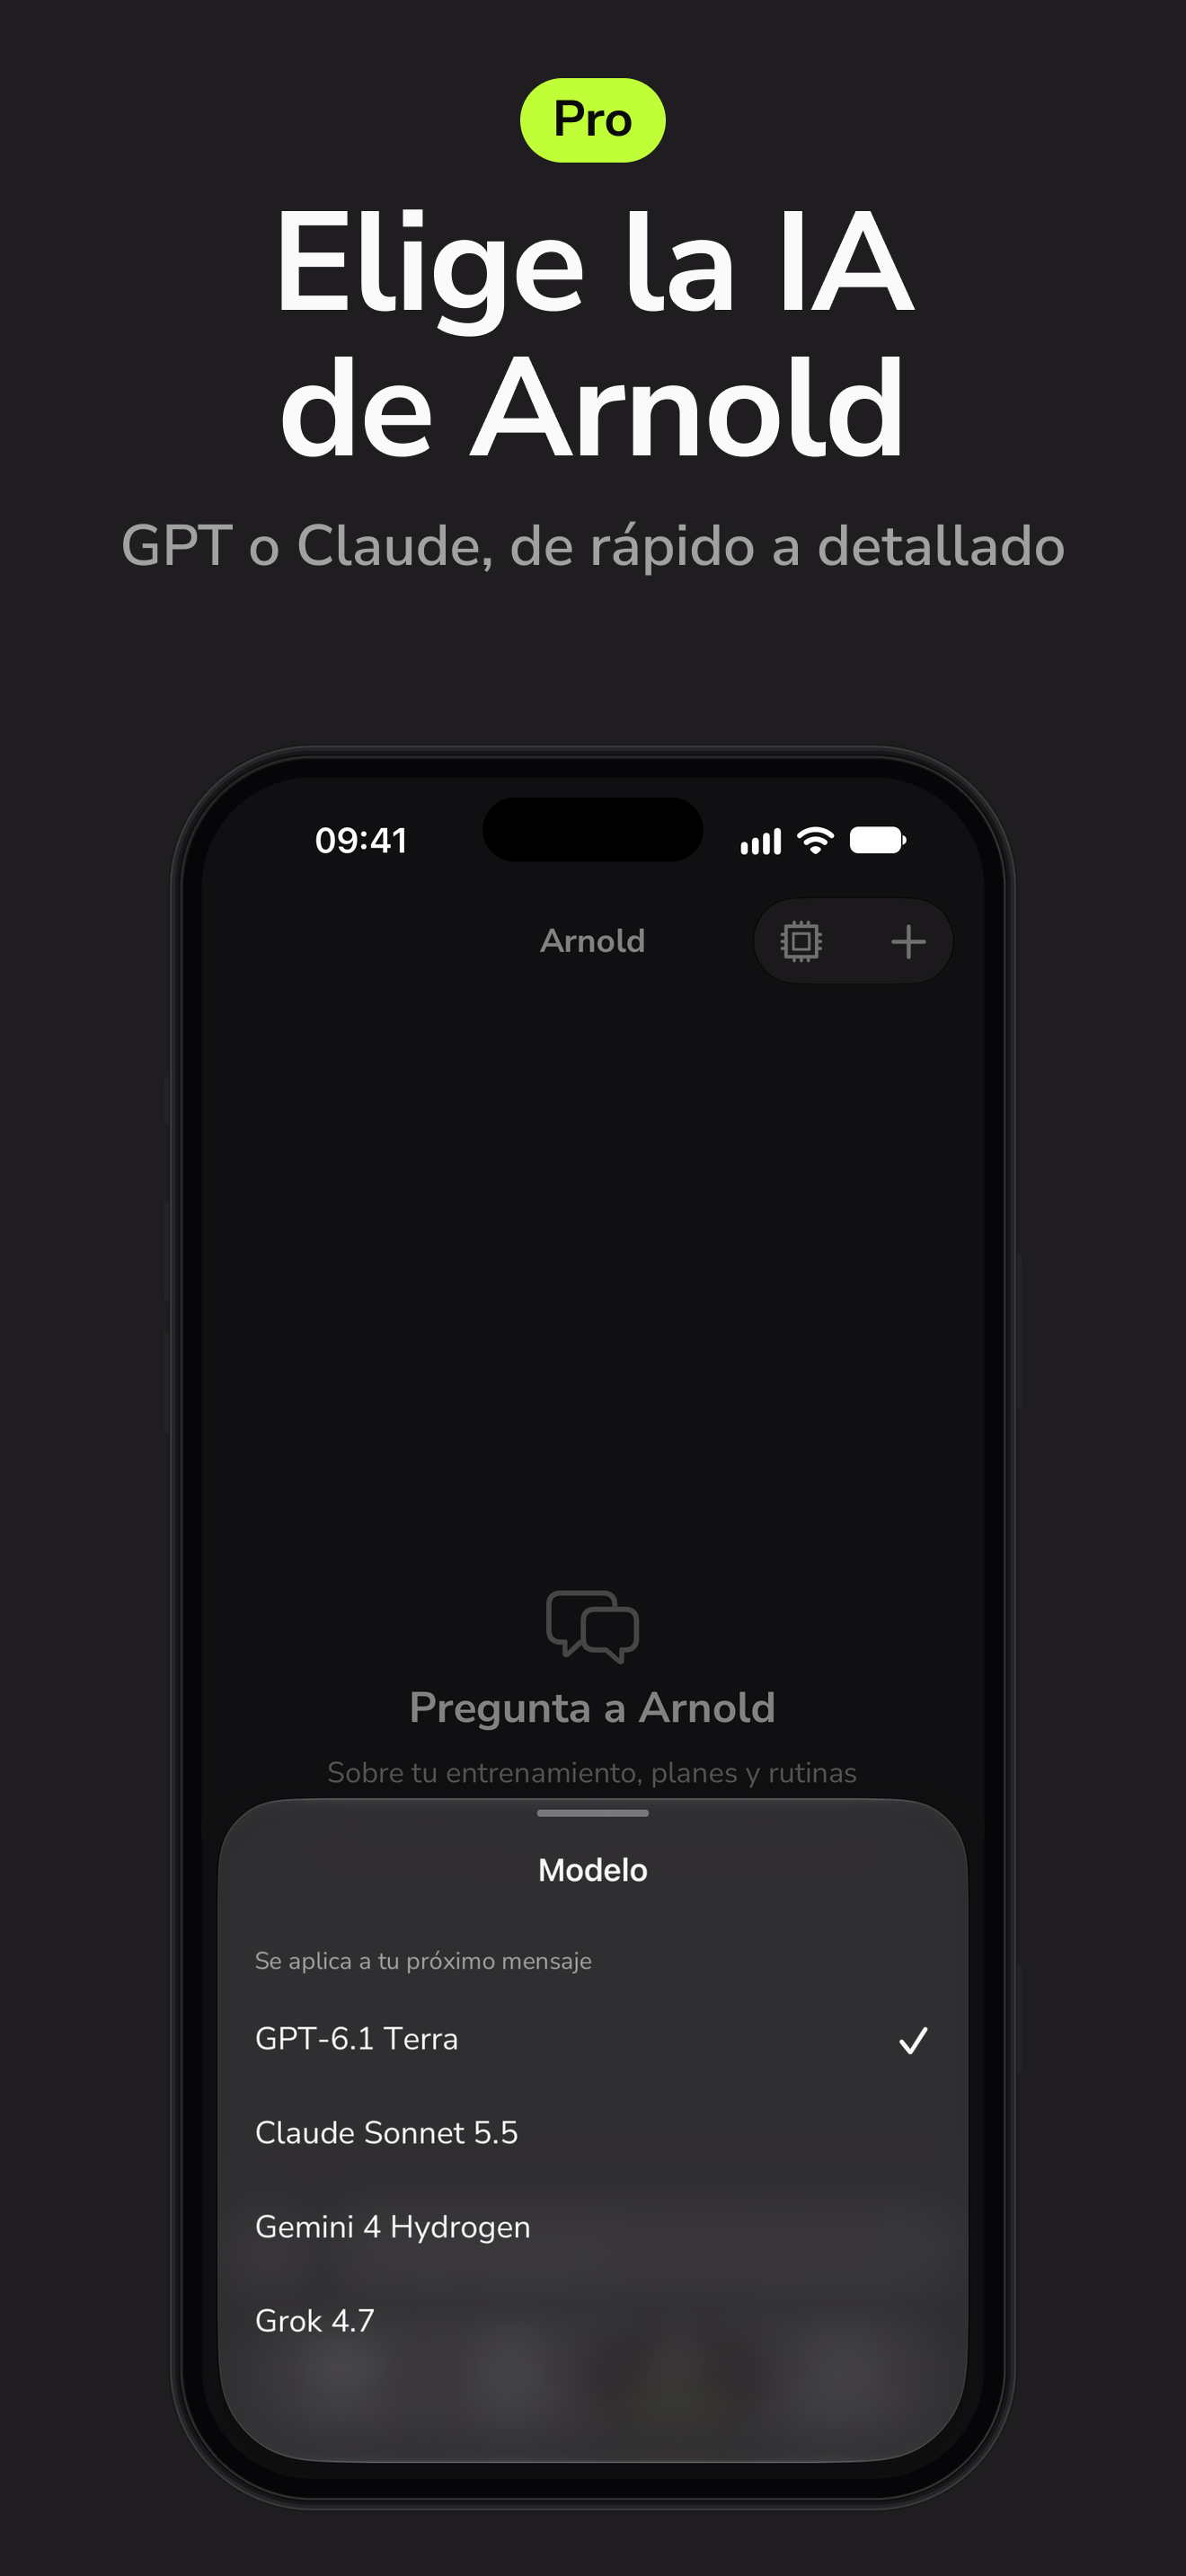 Pro
Elige la IA
de Arnold
GPT o Claude, de rápido a detallado
09:41
Arnold
Pregunta a Arnold
Sobre tu entrenamiento, planes y rutinas
Modelo
Se aplica a tu próximo mensaje
GPT-6.1 Terra
Claude Sonnet 5.5
Gemini 4 Hydrogen
Grok 4.7